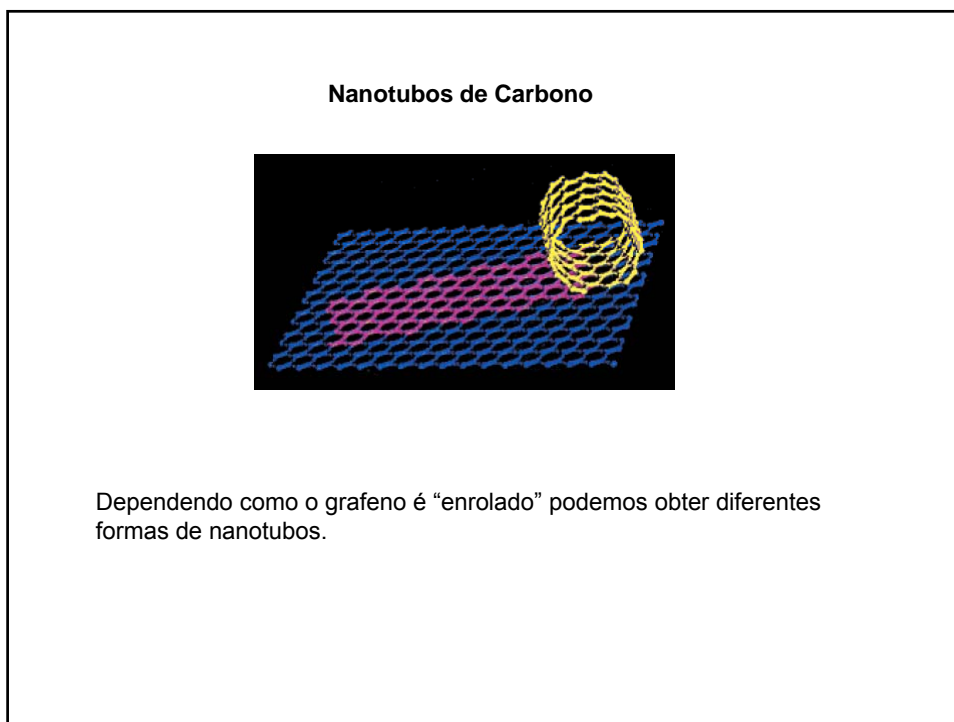 Nanotubos de Carbono
Dependendo como o grafeno é “enrolado” podemos obter diferentes
formas de nanotubos.